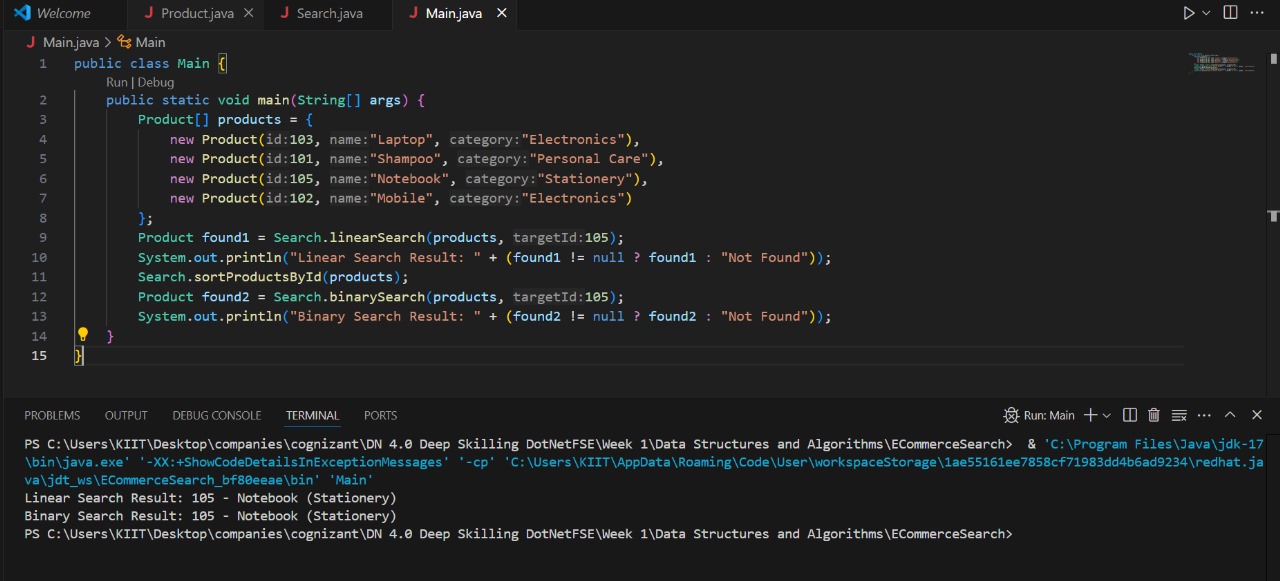 Welcome
J Product.java ×
J Search.java
J Main.java ×
J Main.java > Main
1 public class Main {
Run | Debug
2 public static void main(String[] args) {
3 Product[] products = {
4 new Product(id:103, name:"Laptop", category:"Electronics"),
5 new Product(id:101, name:"Shampoo", category:"Personal Care"),
6 new Product(id:105, name:"Notebook", category:"Stationery"),
7 new Product(id:102, name:"Mobile", category:"Electronics")
8 };
9 Product found1 = Search.linearSearch(products, targetId:105);
10 System.out.println("Linear Search Result: " + (found1 != null ? found1 : "Not Found"));
11 Search.sortProductsById(products);
12 Product found2 = Search.binarySearch(products, targetId:105);
13 System.out.println("Binary Search Result: " + (found2 != null ? found2 : "Not Found"));
14 }
15 }
PROBLEMS OUTPUT DEBUG CONSOLE TERMINAL PORTS Run: Main
PS C:\Users\KIIT\Desktop\companies\cognizant\DN 4.0 Deep Skilling DotNetFSE\Week 1\Data Structures and Algorithms\ECommerceSearch> & 'C:\Program Files\Java\jdk-17
\bin\java.exe' '-XX:+ShowCodeDetailsInExceptionMessages' '-cp' 'C:\Users\KIIT\AppData\Roaming\Code\User\workspaceStorage\1ae55161ee7858cf71983dd4b6ad9234\redhat.ja
va\jdt_ws\ECommerceSearch_bf80eeae\bin' 'Main'
Linear Search Result: 105 - Notebook (Stationery)
Binary Search Result: 105 - Notebook (Stationery)
PS C:\Users\KIIT\Desktop\companies\cognizant\DN 4.0 Deep Skilling DotNetFSE\Week 1\Data Structures and Algorithms\ECommerceSearch>